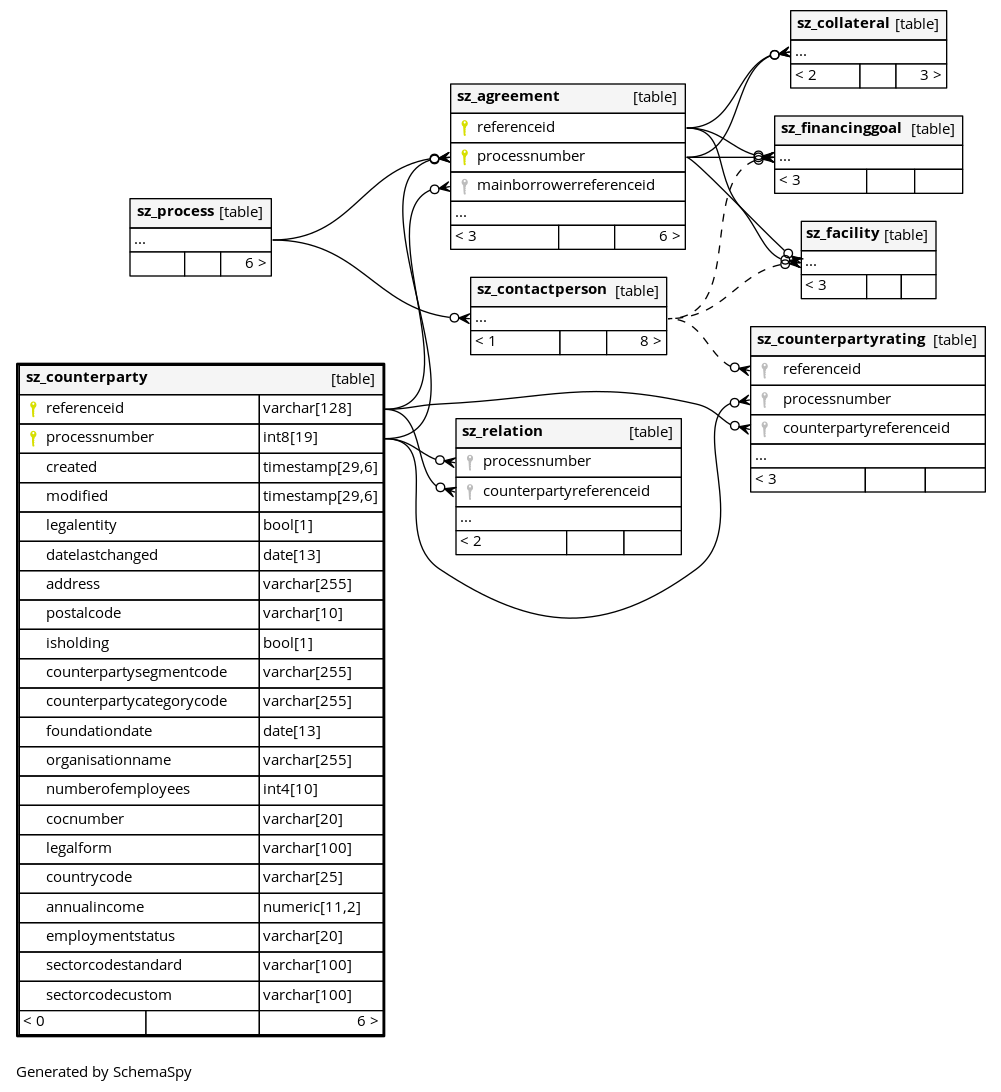 sz_collateral [table]
...
< 2 3 >
sz_agreement [table]
referenceid
processnumber
mainborrowerreferenceid
...
< 3 6 >
sz_financinggoal [table]
...
< 3
sz_process [table]
...
6 >
sz_facility [table]
...
< 3
sz_contactperson [table]
...
< 1 8 >
sz_counterpartyrating [table]
referenceid
processnumber
counterpartyreferenceid
...
< 3
sz_relation [table]
processnumber
counterpartyreferenceid
...
< 2
sz_counterparty [table]
referenceid varchar[128]
processnumber int8[19]
created timestamp[29,6]
modified timestamp[29,6]
legalentity bool[1]
datelastchanged date[13]
address varchar[255]
postalcode varchar[10]
isholding bool[1]
counterpartysegmentcode varchar[255]
counterpartycategorycode varchar[255]
foundationdate date[13]
organisationname varchar[255]
numberofemployees int4[10]
cocnumber varchar[20]
legalform varchar[100]
countrycode varchar[25]
annualincome numeric[11,2]
employmentstatus varchar[20]
sectorcodestandard varchar[100]
sectorcodecustom varchar[100]
< 0 6 >
Generated by SchemaSpy